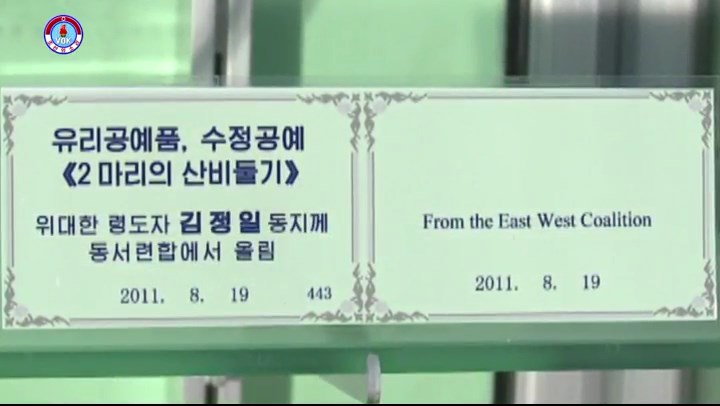 VOK
유리공예품, 수정공예
《2 마리의 산비둘기》
위대한 령도자 김정일 동지께
동서련합에서 올림
2011. 8. 19 443
From the East West Coalition
2011. 8. 19